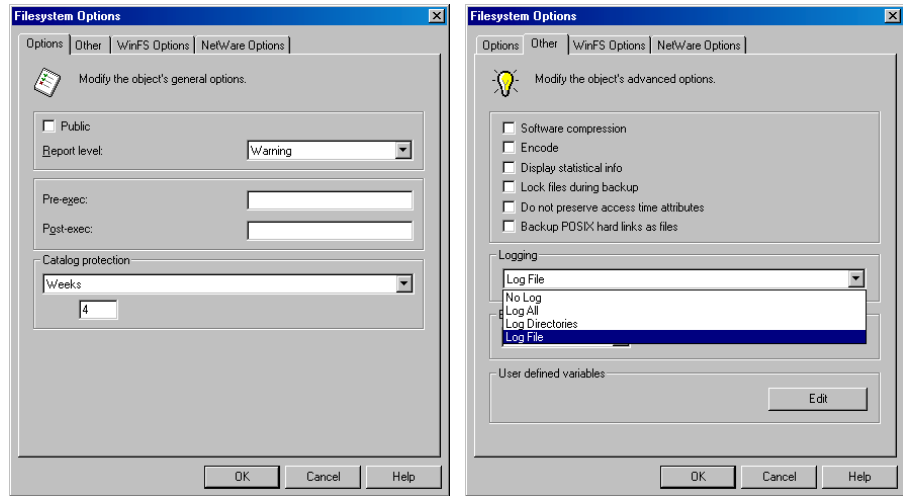 Filesystem Options
Options Other WinFS Options NetWare Options
Modify the object's general options.
Public
Report level: Warning
Pre-exec:
Post-exec:
Catalog protection
Weeks
4
OK Cancel Help
Filesystem Options
Options Other WinFS Options NetWare Options
Modify the object's advanced options.
Software compression
Encode
Display statistical info
Lock files during backup
Do not preserve access time attributes
Backup POSIX hard links as files
Logging
Log File
No Log
Log All
Log Directories
Log File
User defined variables
Edit
OK Cancel Help